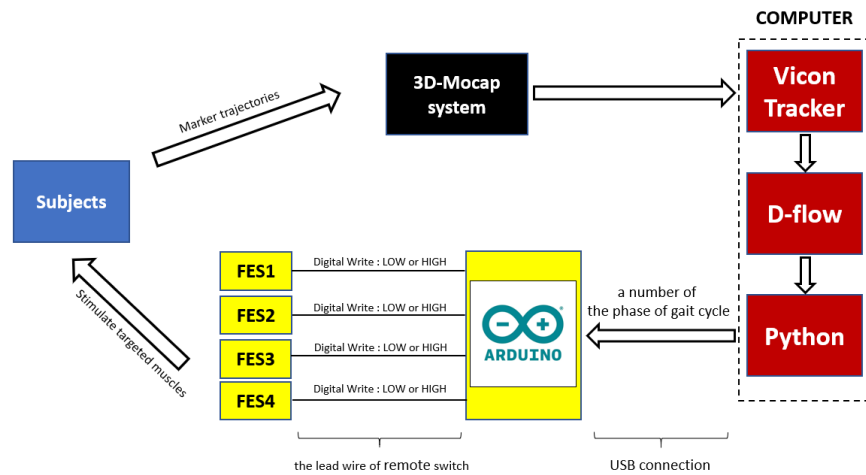 COMPUTER
3D-Mocap
system
Vicon
Tracker
Marker trajectories
Subjects
D-flow
FES1
Digital Write : LOW or HIGH
FES2
Digital Write : LOW or HIGH
FES3
Digital Write : LOW or HIGH
FES4
Digital Write : LOW or HIGH
ARDUINO
a number of
the phase of gait cycle
Python
Stimulate targeted muscles
the lead wire of remote switch
USB connection